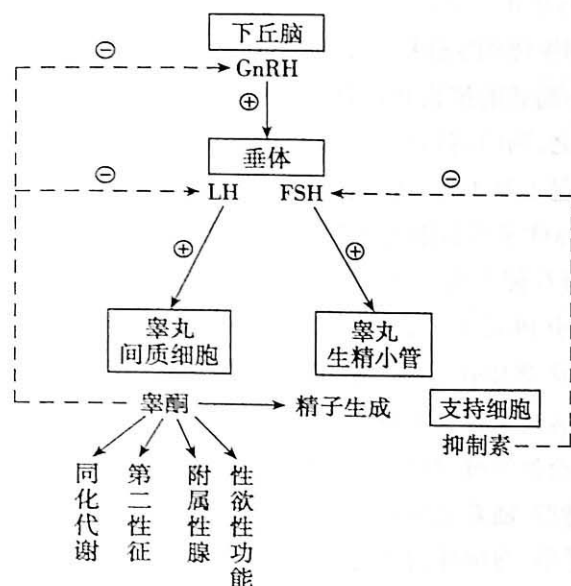 下丘脑
⊖
GnRH
⊕
垂体
⊖
LH
FSH
⊖
⊕
⊕
睾丸
间质细胞
睾丸
生精小管
睾酮
精子生成
支持细胞
抑制素
同化代谢
第二性征
附属性腺
性欲性功能